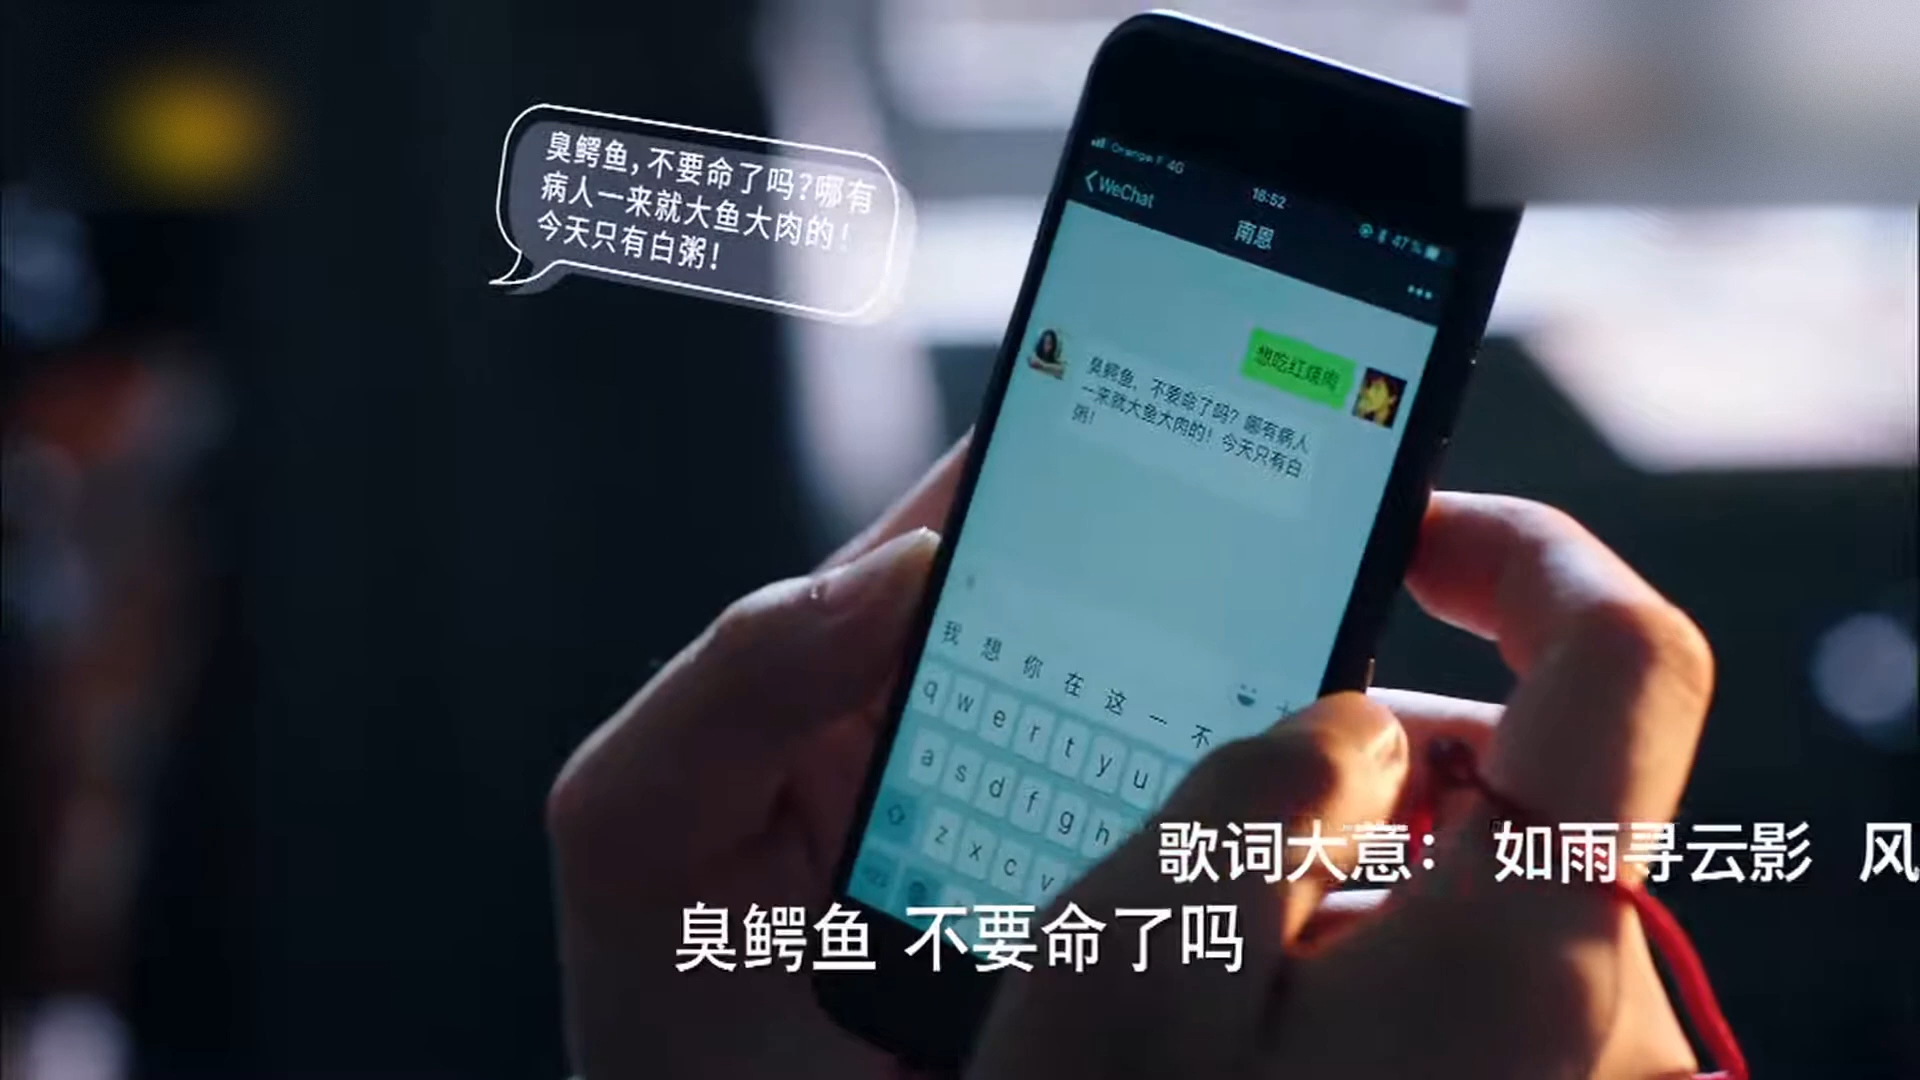 臭鳄鱼,不要命了吗?哪有
病人一来就大鱼大肉的!
今天只有白粥!
Orange F 4G
16:52
47%
WeChat
南恩
想吃红烧肉
臭鳄鱼，不要命了吗？哪有病人
一来就大鱼大肉的！今天只有白
粥！
我 想 你 在 这 一 不
q w e r t y u
a s d f g h
z x c v
歌词大意： 如雨寻云影 风
臭鳄鱼 不要命了吗